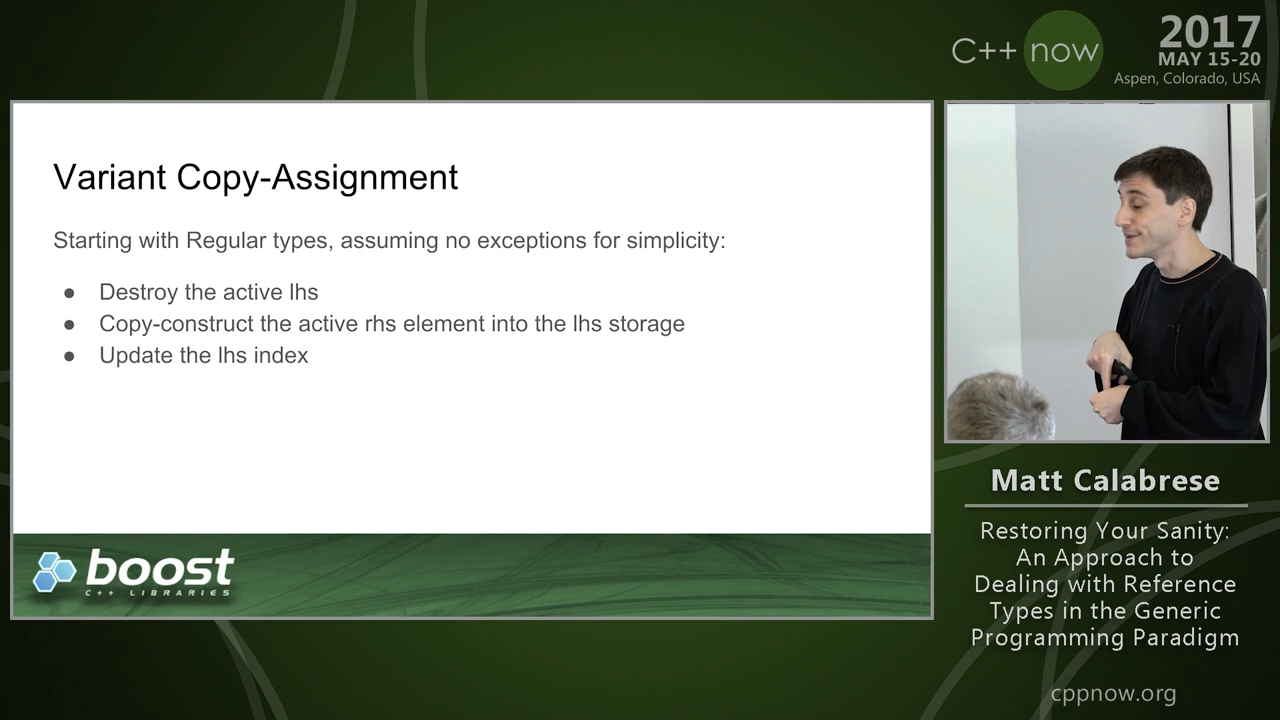 C++ now
2017
MAY 15-20
Aspen, Colorado, USA
Variant Copy-Assignment
Starting with Regular types, assuming no exceptions for simplicity:
● Destroy the active lhs
● Copy-construct the active rhs element into the lhs storage
● Update the lhs index
boost
C++ LIBRARIES
Matt Calabrese
Restoring Your Sanity:
An Approach to
Dealing with Reference
Types in the Generic
Programming Paradigm
cppnow.org